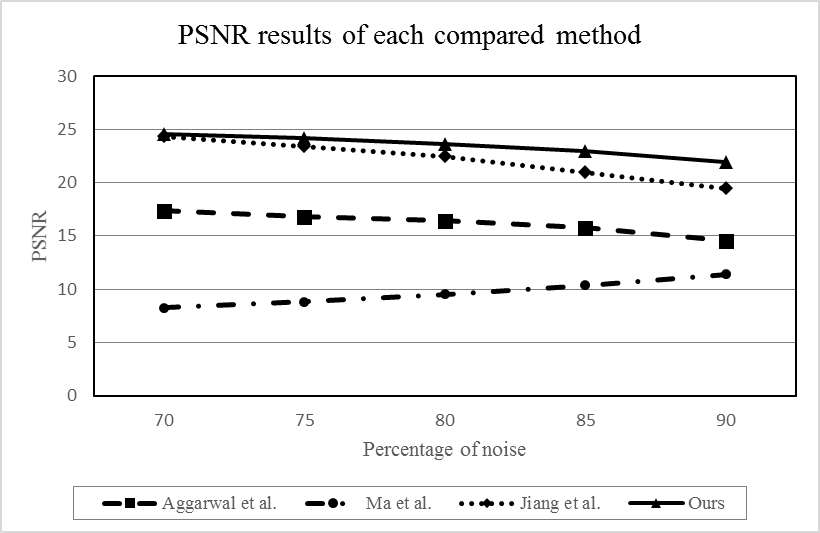 PSNR results of each compared method
30
25
20
15
10
5
0
PSNR
70 75 80 85 90
Percentage of noise
Aggarwal et al. Ma et al. Jiang et al. Ours